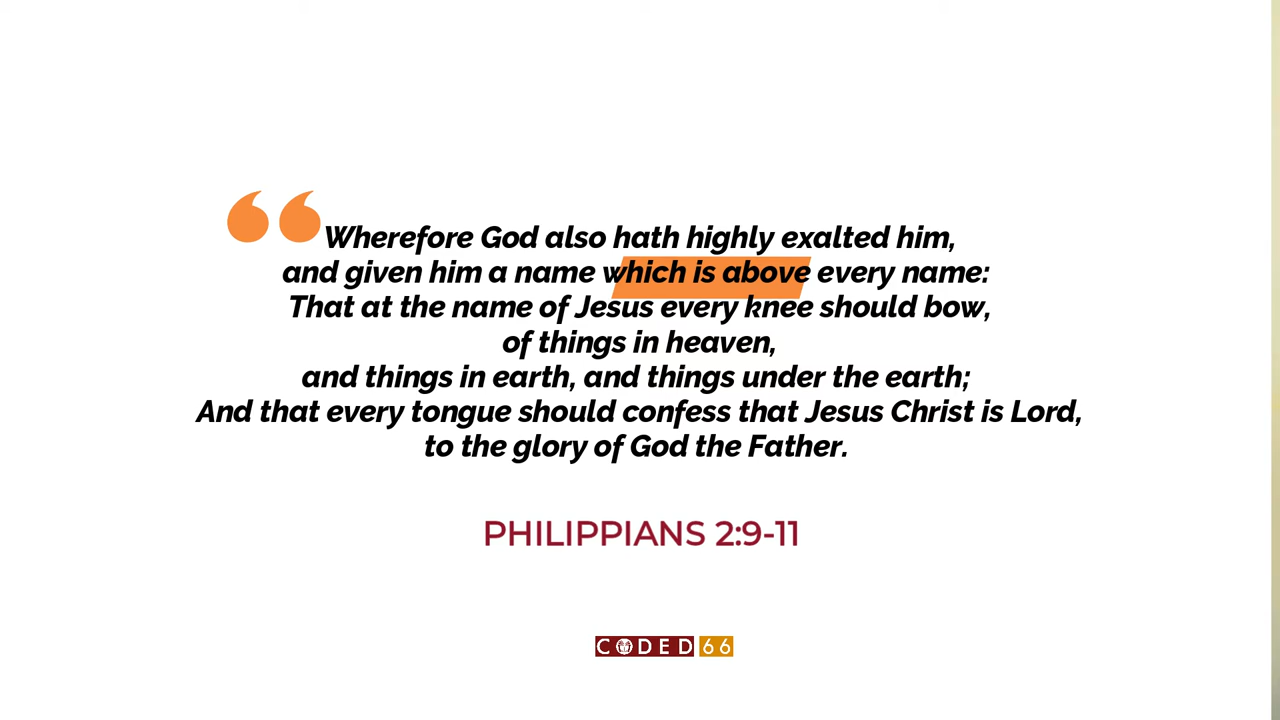 Wherefore God also hath highly exalted him,
and given him a name which is above every name:
That at the name of Jesus every knee should bow,
of things in heaven,
and things in earth, and things under the earth;
And that every tongue should confess that Jesus Christ is Lord,
to the glory of God the Father.
PHILIPPIANS 2:9-11
CODED 66